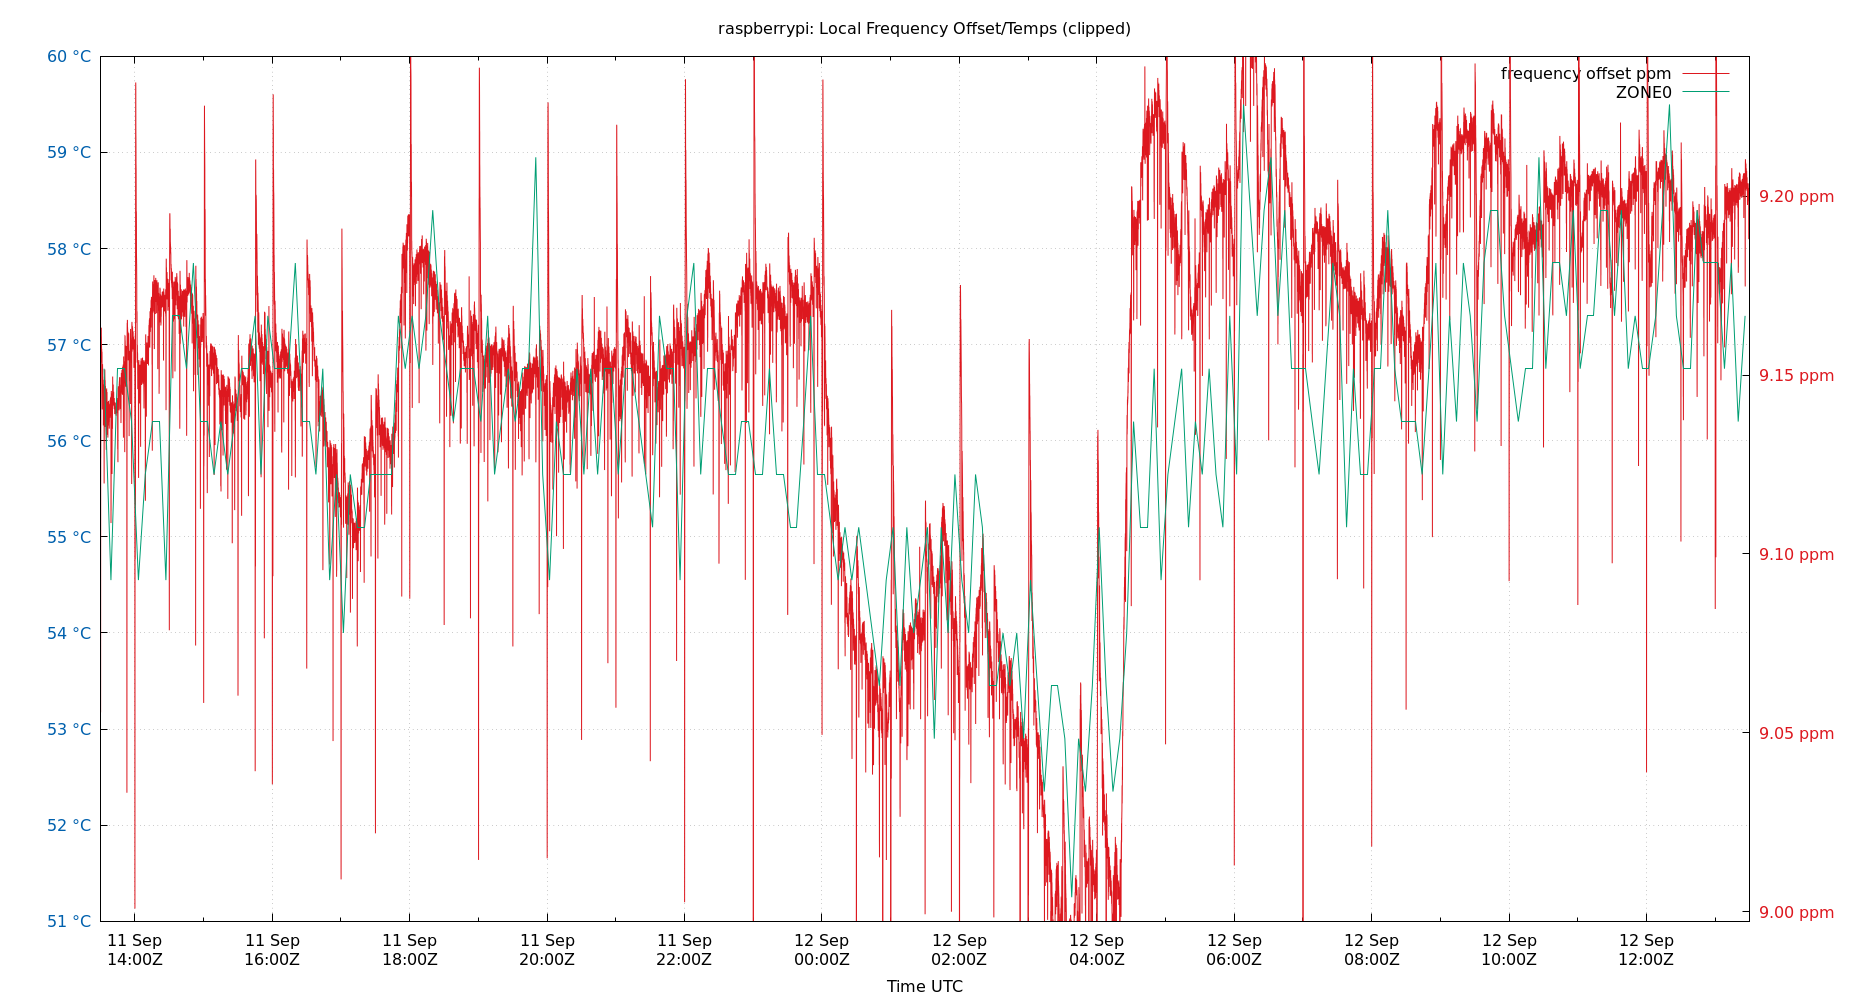 raspberrypi: Local Frequency Offset/Temps (clipped)
frequency offset ppm
ZONE0
60 °C
59 °C
58 °C
57 °C
56 °C
55 °C
54 °C
53 °C
52 °C
51 °C
9.20 ppm
9.15 ppm
9.10 ppm
9.05 ppm
9.00 ppm
11 Sep 11 Sep 11 Sep 11 Sep 11 Sep 12 Sep 12 Sep 12 Sep 12 Sep 12 Sep 12 Sep 12 Sep
14:00Z 16:00Z 18:00Z 20:00Z 22:00Z 00:00Z 02:00Z 04:00Z 06:00Z 08:00Z 10:00Z 12:00Z
Time UTC